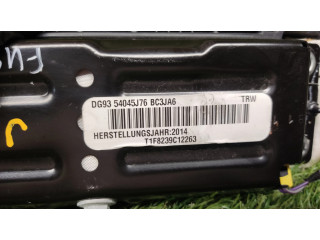 DG93 54045J76 BC3JA6 TRW
HERSTELLUNGSJAHR:2014
T1F8239C12263